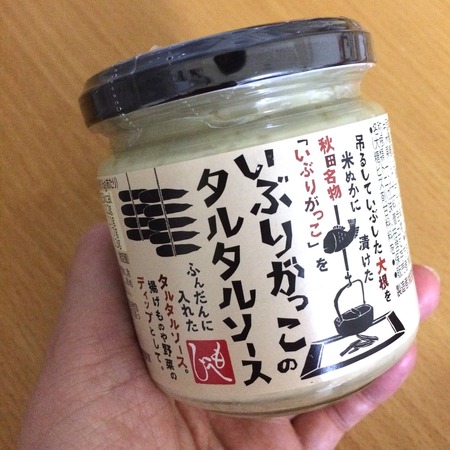 吊るしていぶした大根を
米ぬかに漬けた
秋田名物
「いぶりがっこ」を
いぶりがっこの
タルタルソース
ふんだんに
入れた
タルタルソース。
揚げものや野菜の
ディップとして。
もへじ